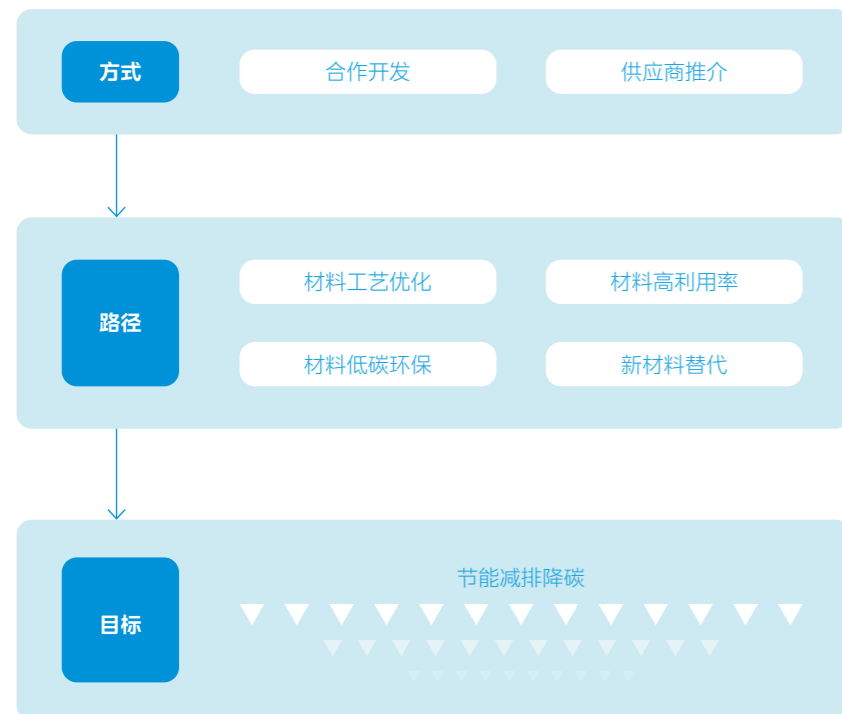 方式
合作开发
供应商推介
路径
材料工艺优化
材料高利用率
材料低碳环保
新材料替代
目标
节能减排降碳